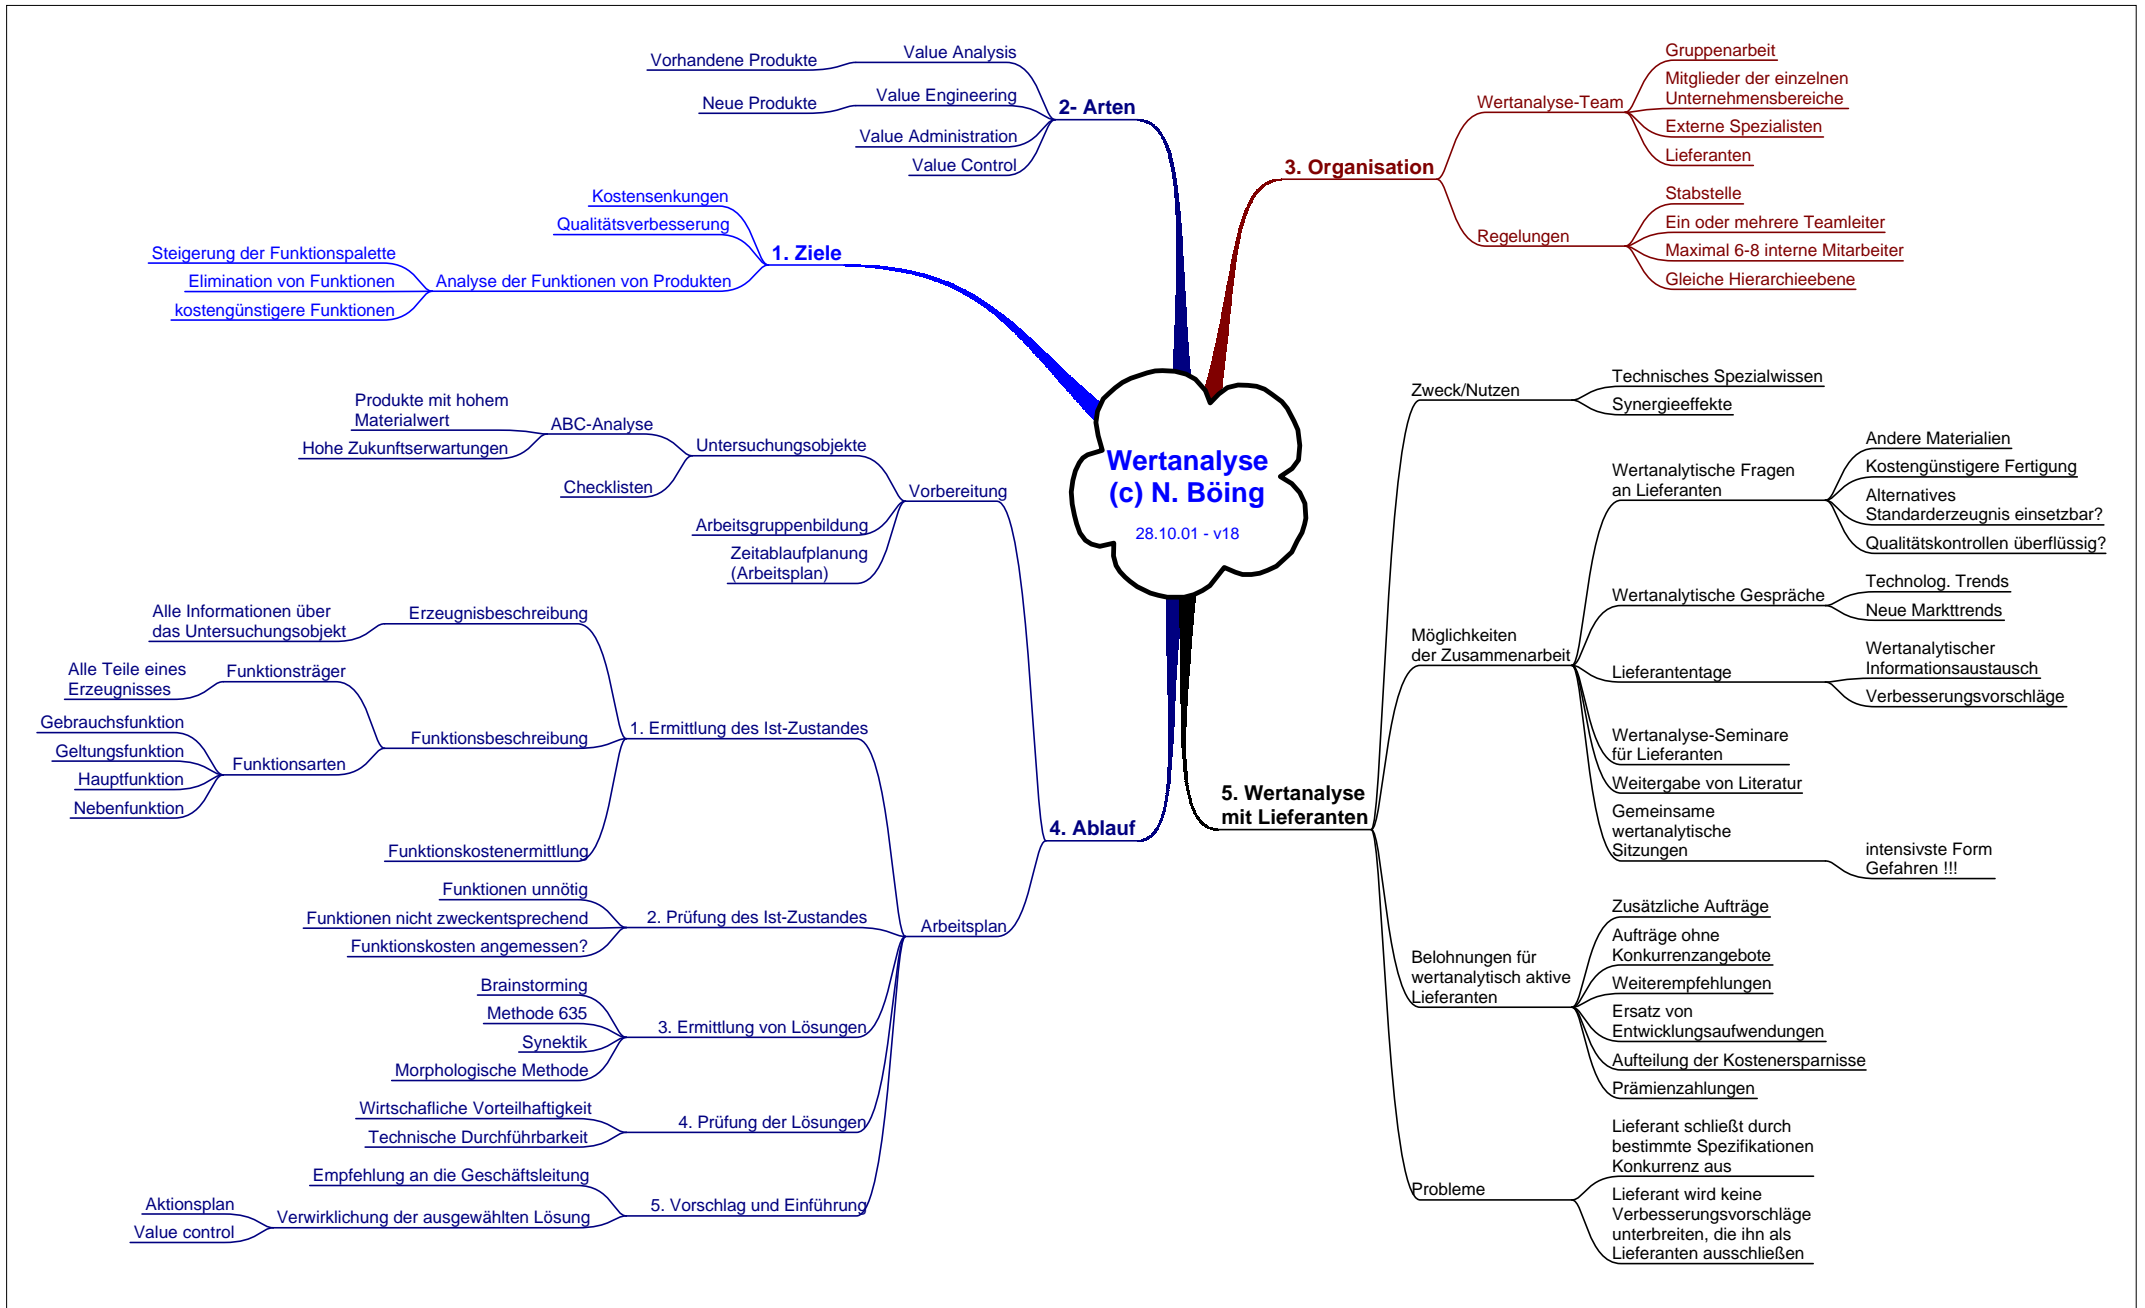 Wertanalyse
(c) N. Böing
28.10.01 - v18
1. Ziele
Kostensenkungen
Qualitätsverbesserung
Analyse der Funktionen von Produkten
Steigerung der Funktionspalette
Elimination von Funktionen
kostengünstigere Funktionen
2- Arten
Value Analysis
Vorhandene Produkte
Value Engineering
Neue Produkte
Value Administration
Value Control
3. Organisation
Wertanalyse-Team
Gruppenarbeit
Mitglieder der einzelnen
Unternehmensbereiche
Externe Spezialisten
Lieferanten
Regelungen
Stabstelle
Ein oder mehrere Teamleiter
Maximal 6-8 interne Mitarbeiter
Gleiche Hierarchieebene
4. Ablauf
Vorbereitung
Untersuchungsobjekte
ABC-Analyse
Produkte mit hohem
Materialwert
Hohe Zukunftserwartungen
Checklisten
Arbeitsgruppenbildung
Zeitablaufplanung
(Arbeitsplan)
Arbeitsplan
1. Ermittlung des Ist-Zustandes
Erzeugnisbeschreibung
Alle Informationen über
das Untersuchungsobjekt
Funktionsbeschreibung
Funktionsträger
Alle Teile eines
Erzeugnisses
Funktionsarten
Gebrauchsfunktion
Geltungsfunktion
Hauptfunktion
Nebenfunktion
Funktionskostenermittlung
2. Prüfung des Ist-Zustandes
Funktionen unnötig
Funktionen nicht zweckentsprechend
Funktionskosten angemessen?
3. Ermittlung von Lösungen
Brainstorming
Methode 635
Synektik
Morphologische Methode
4. Prüfung der Lösungen
Wirtschafliche Vorteilhaftigkeit
Technische Durchführbarkeit
5. Vorschlag und Einführung
Empfehlung an die Geschäftsleitung
Verwirklichung der ausgewählten Lösung
Aktionsplan
Value control
5. Wertanalyse
mit Lieferanten
Zweck/Nutzen
Technisches Spezialwissen
Synergieeffekte
Möglichkeiten
der Zusammenarbeit
Wertanalytische Fragen
an Lieferanten
Andere Materialien
Kostengünstigere Fertigung
Alternatives
Standarderzeugnis einsetzbar?
Qualitätskontrollen überflüssig?
Wertanalytische Gespräche
Technolog. Trends
Neue Markttrends
Lieferantentage
Wertanalytischer
Informationsaustausch
Verbesserungsvorschläge
Wertanalyse-Seminare
für Lieferanten
Weitergabe von Literatur
Gemeinsame
wertanalytische
Sitzungen
intensivste Form
Gefahren !!!
Belohnungen für
wertanalytisch aktive
Lieferanten
Zusätzliche Aufträge
Aufträge ohne
Konkurrenzangebote
Weiterempfehlungen
Ersatz von
Entwicklungsaufwendungen
Aufteilung der Kostenersparnisse
Prämienzahlungen
Probleme
Lieferant schließt durch
bestimmte Spezifikationen
Konkurrenz aus
Lieferant wird keine
Verbesserungsvorschläge
unterbreiten, die ihn als
Lieferanten ausschließen